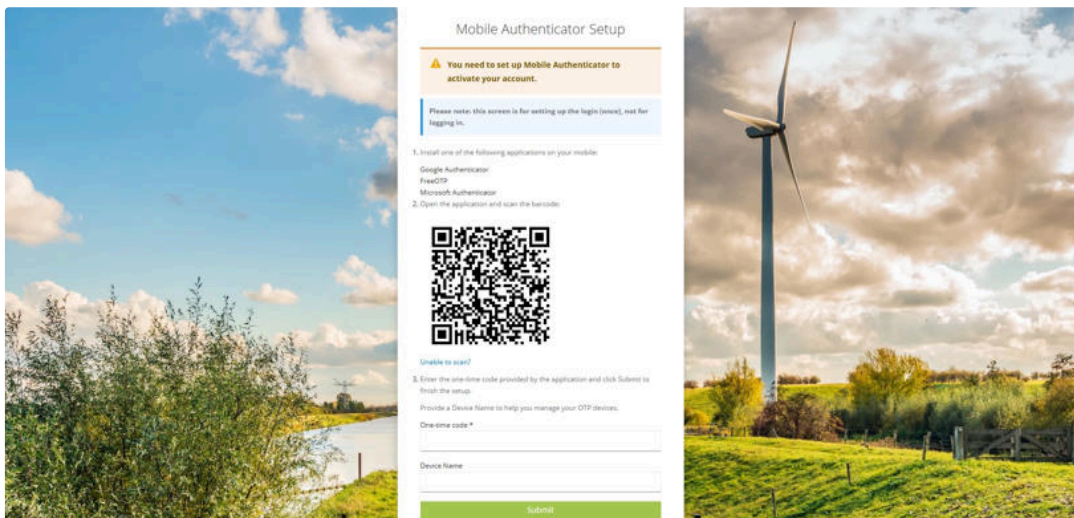 Mobile Authenticator Setup
You need to set up Mobile Authenticator to
activate your account.
Please note: this screen is for setting up the login (once), not for
logging in.
1. Install one of the following applications on your mobile:
Google Authenticator
FreeOTP
Microsoft Authenticator
2. Open the application and scan the barcode:
Unable to scan?
3. Enter the one-time code provided by the application and click Submit to
finish the setup.
Provide a Device Name to help you manage your OTP devices.
One-time code *
Device Name
Submit